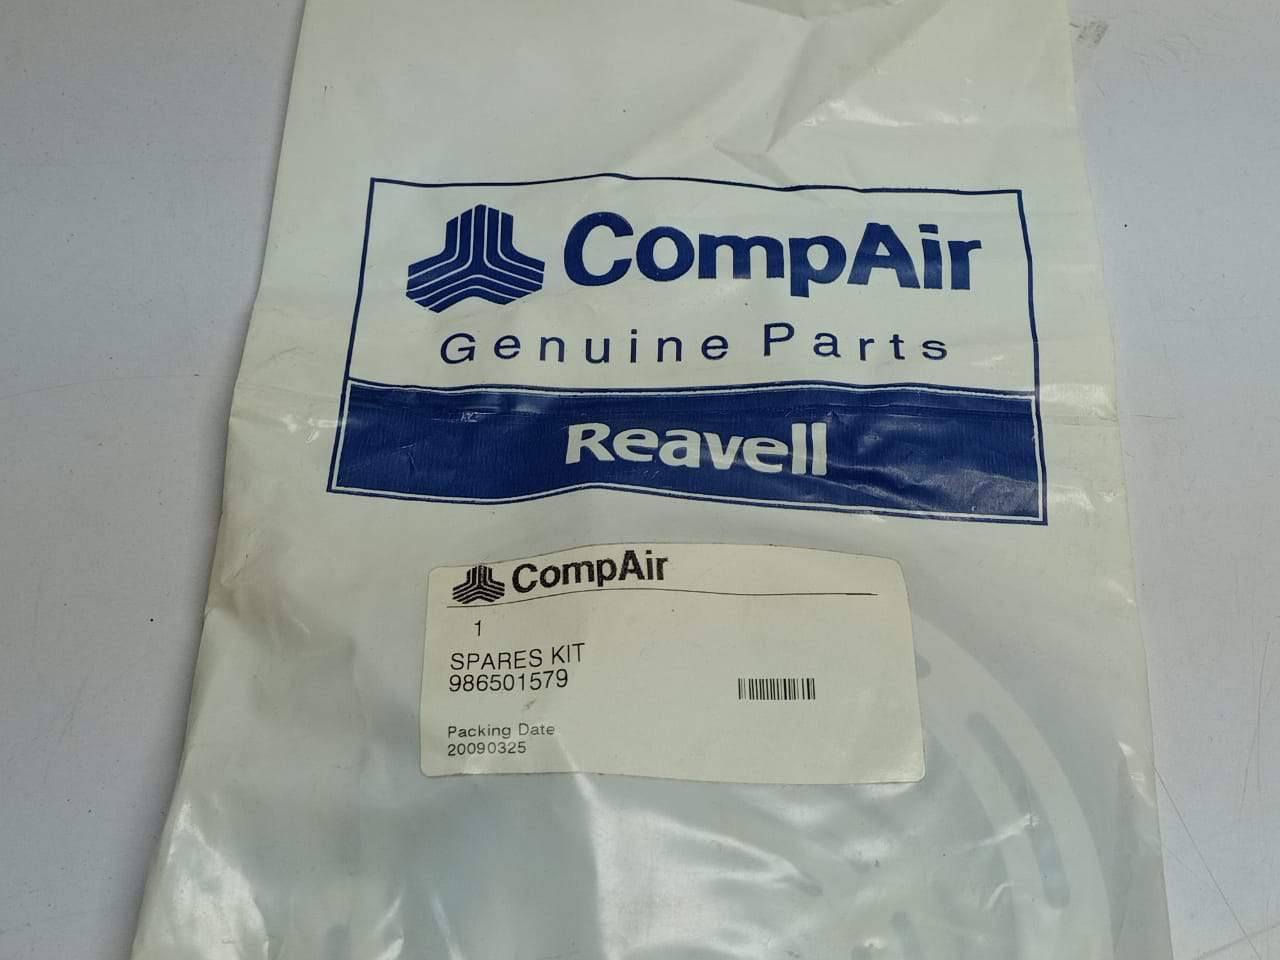 CompAir
Genuine Parts
Reavell
CompAir
1
SPARES KIT
986501579
Packing Date
20090325